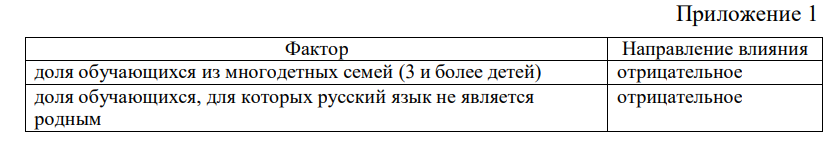 Приложение 1
Фактор Направление влияния
доля обучающихся из многодетных семей (3 и более детей) отрицательное
доля обучающихся, для которых русский язык не является отрицательное
родным